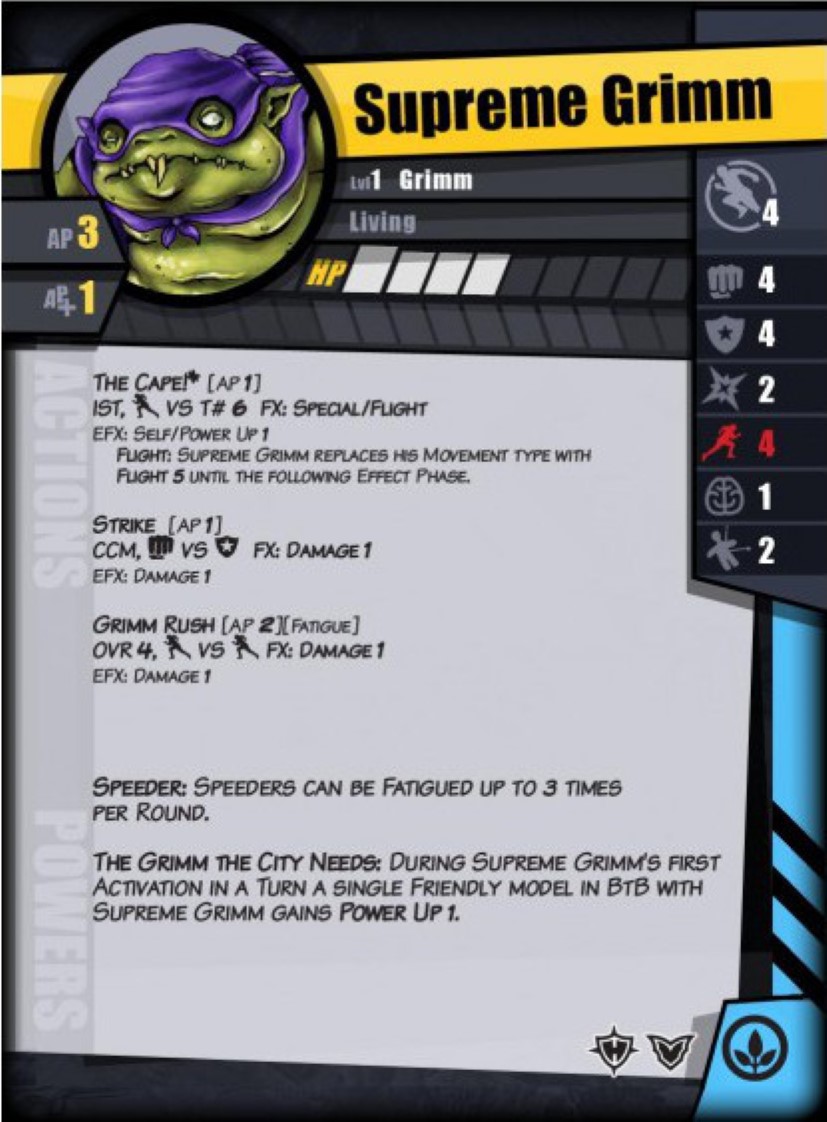 Supreme Grimm
Lvl1 Grimm
Living
AP 3
HP
AP+ 1
4
4
4
2
4
1
2
ACTIONS
THE CAPE!* [AP 1]
IST, VS T# 6 FX: SPECIAL/FLIGHT
EFX: SELF/POWER UP 1
FLIGHT: SUPREME GRIMM REPLACES HIS MOVEMENT TYPE WITH
FLIGHT 5 UNTIL THE FOLLOWING EFFECT PHASE.
STRIKE [AP 1]
CCM, VS FX: DAMAGE 1
EFX: DAMAGE 1
GRIMM RUSH [AP 2][FATIGUE]
OVR 4, VS FX: DAMAGE 1
EFX: DAMAGE 1
POWERS
SPEEDER: SPEEDERS CAN BE FATIGUED UP TO 3 TIMES
PER ROUND.
THE GRIMM THE CITY NEEDS: DURING SUPREME GRIMM'S FIRST
ACTIVATION IN A TURN A SINGLE FRIENDLY MODEL IN BTB WITH
SUPREME GRIMM GAINS POWER UP 1.
H